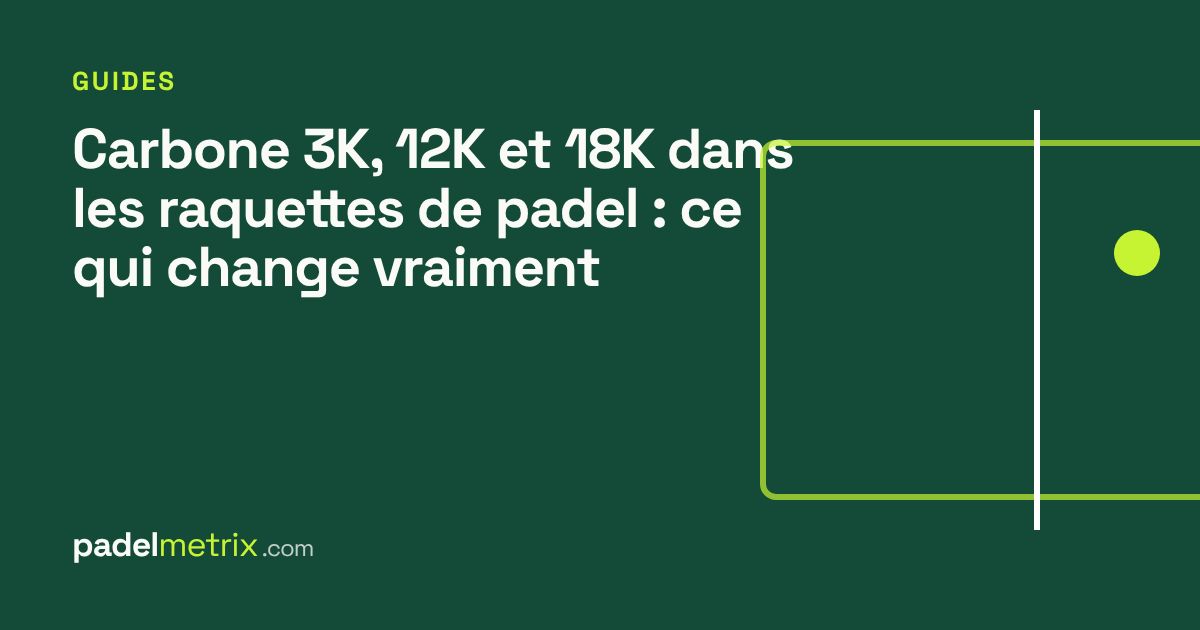 GUIDES
Carbone 3K, 12K et 18K dans
les raquettes de padel : ce
qui change vraiment
padelmetrix.com